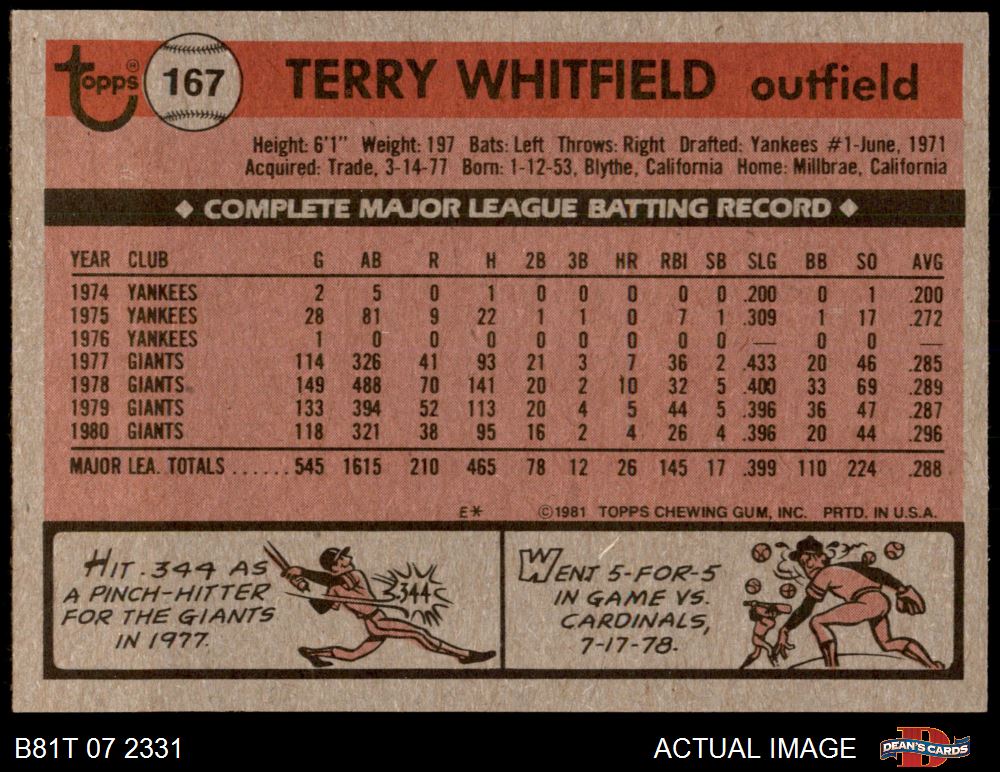 Topps® 167 TERRY WHITFIELD outfield
Height: 6'1" Weight: 197 Bats: Left Throws: Right Drafted: Yankees #1-June, 1971
Acquired: Trade, 3-14-77 Born: 1-12-53, Blythe, California Home: Millbrae, California
◆ COMPLETE MAJOR LEAGUE BATTING RECORD ◆
YEAR CLUB G AB R H 2B 3B HR RBI SB SLG BB SO AVG
1974 YANKEES 2 5 0 1 0 0 0 0 0 .200 0 1 .200
1975 YANKEES 28 81 9 22 1 1 0 7 1 .309 1 17 .272
1976 YANKEES 1 0 0 0 0 0 0 0 0 — 0 0 —
1977 GIANTS 114 326 41 93 21 3 7 36 2 .433 20 46 .285
1978 GIANTS 149 488 70 141 20 2 10 32 5 .400 33 69 .289
1979 GIANTS 133 394 52 113 20 4 5 44 5 .396 36 47 .287
1980 GIANTS 118 321 38 95 16 2 4 26 4 .396 20 44 .296
MAJOR LEA. TOTALS ...... 545 1615 210 465 78 12 26 145 17 .399 110 224 .288
E* ©1981 TOPPS CHEWING GUM, INC. PRTD. IN U.S.A.
HIT .344 AS
A PINCH-HITTER
FOR THE GIANTS
IN 1977.
.344
WENT 5-FOR-5
IN GAME VS.
CARDINALS,
7-17-78.
B81T 07 2331 ACTUAL IMAGE DEAN'S CARDS